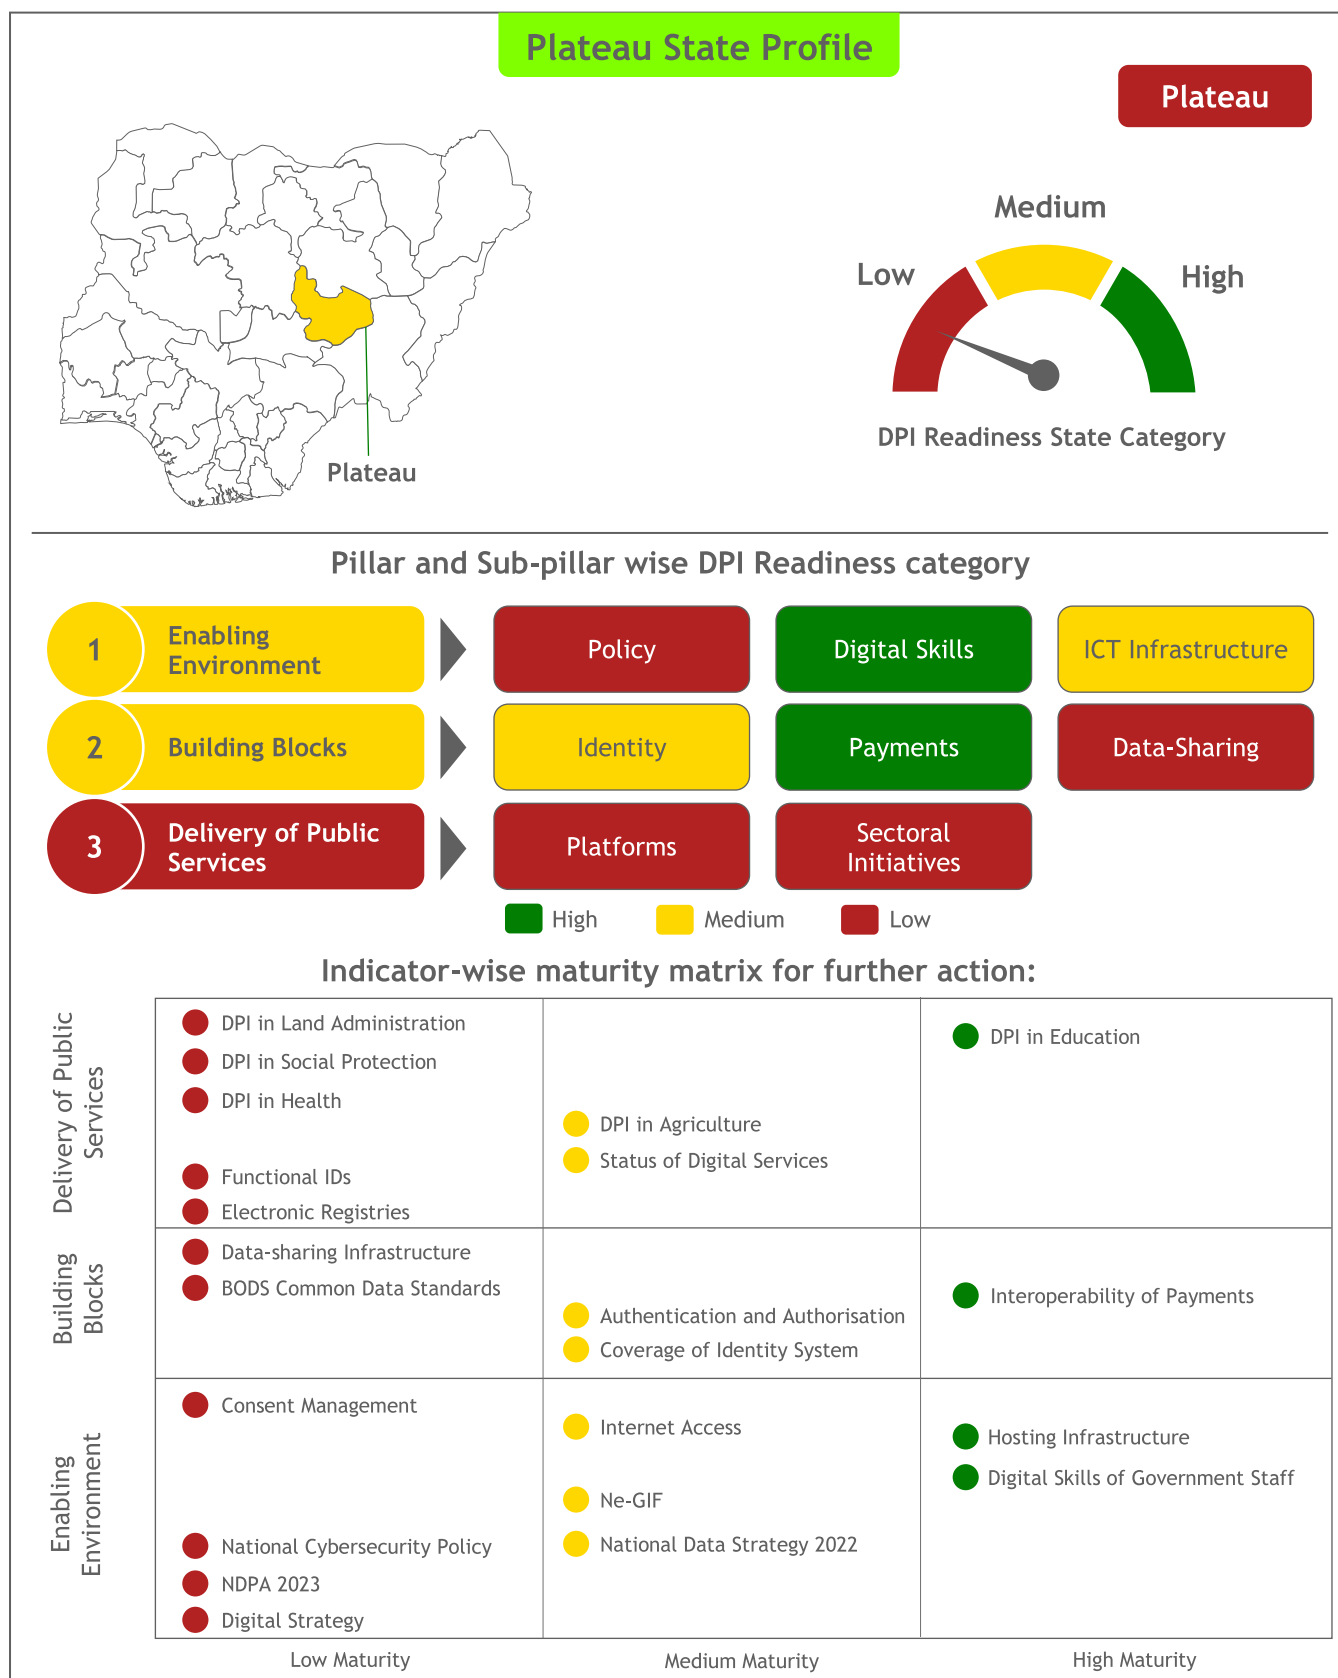 Plateau State Profile
Plateau
Medium
Low
High
DPI Readiness State Category
Plateau
Pillar and Sub-pillar wise DPI Readiness category
1
Enabling
Environment
Policy
Digital Skills
ICT Infrastructure
2
Building Blocks
Identity
Payments
Data-Sharing
3
Delivery of Public
Services
Platforms
Sectoral
Initiatives
High
Medium
Low
Indicator-wise maturity matrix for further action:
Delivery of Public
Services
DPI in Land Administration
DPI in Social Protection
DPI in Health
Functional IDs
Electronic Registries
DPI in Agriculture
Status of Digital Services
DPI in Education
Building
Blocks
Data-sharing Infrastructure
BODS Common Data Standards
Authentication and Authorisation
Coverage of Identity System
Interoperability of Payments
Enabling
Environment
Consent Management
National Cybersecurity Policy
NDPA 2023
Digital Strategy
Internet Access
Ne-GIF
National Data Strategy 2022
Hosting Infrastructure
Digital Skills of Government Staff
Low Maturity
Medium Maturity
High Maturity